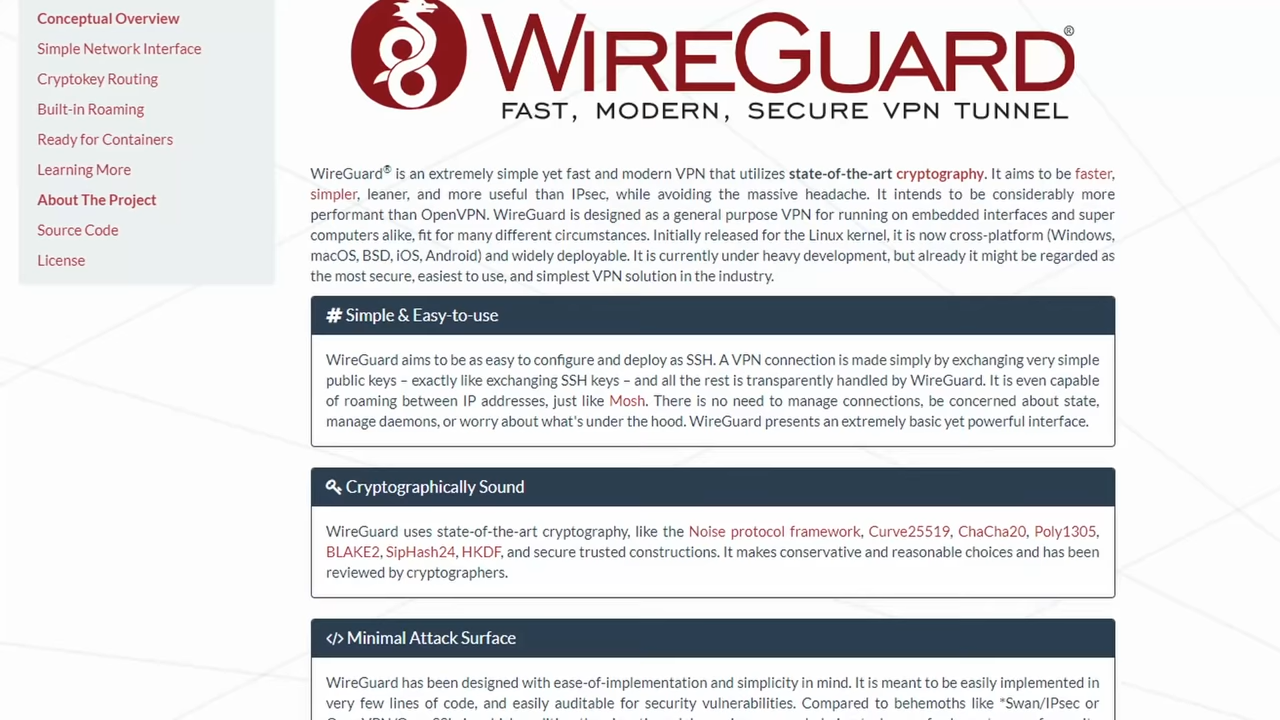 Conceptual Overview
Simple Network Interface
Cryptokey Routing
Built-in Roaming
Ready for Containers
Learning More
About The Project
Source Code
License
WIREGUARD®
FAST, MODERN, SECURE VPN TUNNEL
WireGuard® is an extremely simple yet fast and modern VPN that utilizes state-of-the-art cryptography. It aims to be faster,
simpler, leaner, and more useful than IPsec, while avoiding the massive headache. It intends to be considerably more
performant than OpenVPN. WireGuard is designed as a general purpose VPN for running on embedded interfaces and super
computers alike, fit for many different circumstances. Initially released for the Linux kernel, it is now cross-platform (Windows,
macOS, BSD, iOS, Android) and widely deployable. It is currently under heavy development, but already it might be regarded as
the most secure, easiest to use, and simplest VPN solution in the industry.
# Simple & Easy-to-use
WireGuard aims to be as easy to configure and deploy as SSH. A VPN connection is made simply by exchanging very simple
public keys – exactly like exchanging SSH keys – and all the rest is transparently handled by WireGuard. It is even capable
of roaming between IP addresses, just like Mosh. There is no need to manage connections, be concerned about state,
manage daemons, or worry about what's under the hood. WireGuard presents an extremely basic yet powerful interface.
Cryptographically Sound
WireGuard uses state-of-the-art cryptography, like the Noise protocol framework, Curve25519, ChaCha20, Poly1305,
BLAKE2, SipHash24, HKDF, and secure trusted constructions. It makes conservative and reasonable choices and has been
reviewed by cryptographers.
</> Minimal Attack Surface
WireGuard has been designed with ease-of-implementation and simplicity in mind. It is meant to be easily implemented in
very few lines of code, and easily auditable for security vulnerabilities. Compared to behemoths like *Swan/IPsec or